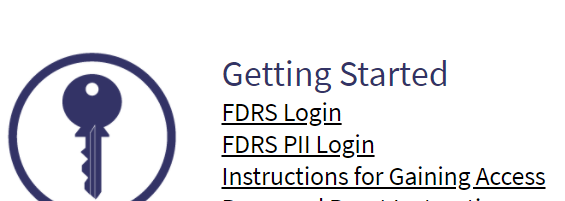 Getting Started
FDRS Login
FDRS PII Login
Instructions for Gaining Access